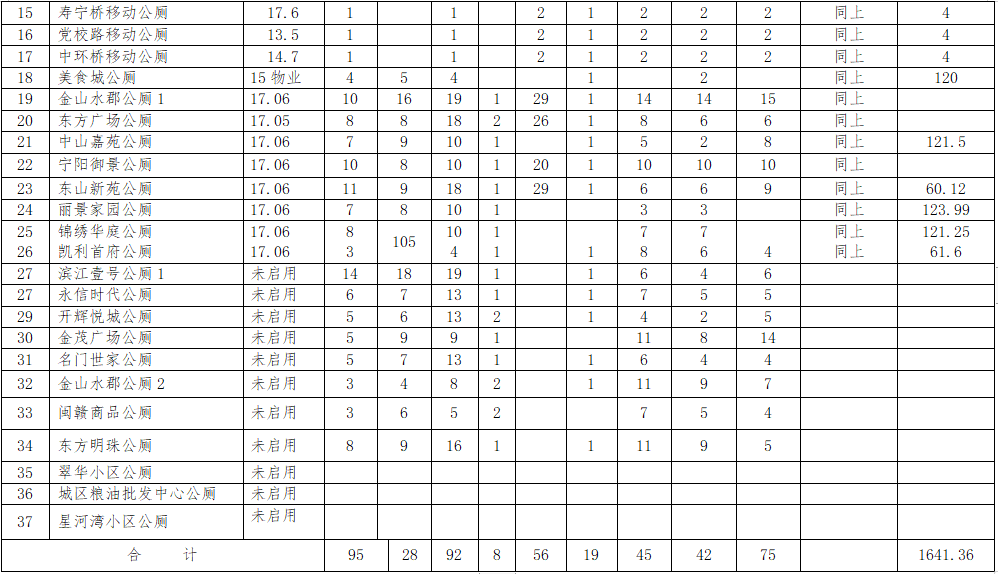 15 寿宁桥移动公厕 17.6 1 1 2 1 2 2 2 同上 4
16 党校路移动公厕 13.5 1 1 2 1 2 2 2 同上 4
17 中环桥移动公厕 14.7 1 1 2 1 2 2 2 同上 4
18 美食城公厕 15物业 4 5 4 1 2 同上 120
19 金山水郡公厕1 17.06 10 16 19 1 29 1 14 14 15 同上
20 东方广场公厕 17.05 8 8 18 2 26 1 8 6 6 同上
21 中山嘉苑公厕 17.06 7 9 10 1 1 5 2 8 同上 121.5
22 宁阳御景公厕 17.06 10 8 10 1 20 1 10 10 10 同上
23 东山新苑公厕 17.06 11 9 18 1 29 1 6 6 9 同上 60.12
24 丽景家园公厕 17.06 7 8 10 1 3 3 同上 123.99
25 锦绣华庭公厕 17.06 8 105 10 1 7 7 同上 121.25
26 凯利首府公厕 17.06 3 4 1 1 8 6 4 同上 61.6
27 滨江壹号公厕1 未启用 14 18 19 1 1 6 4 6
27 永信时代公厕 未启用 6 7 13 1 1 7 5 5
29 开辉悦城公厕 未启用 5 6 13 2 1 4 2 5
30 金茂广场公厕 未启用 5 9 9 1 11 8 14
31 名门世家公厕 未启用 5 7 13 1 1 6 4 4
32 金山水郡公厕2 未启用 3 4 8 2 1 11 9 7
33 闽赣商品公厕 未启用 3 6 5 2 7 5 4
34 东方明珠公厕 未启用 8 9 16 1 1 11 9 5
35 翠华小区公厕 未启用
36 城区粮油批发中心公厕 未启用
37 星河湾小区公厕 未启用
合 计 95 28 92 8 56 19 45 42 75 1641.36